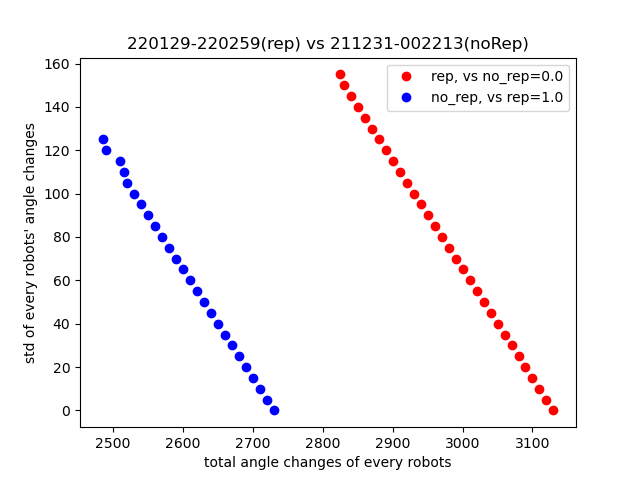 220129-220259(rep) vs 211231-002213(noRep)
rep, vs no_rep=0.0
no_rep, vs rep=1.0
160
140
120
100
80
60
40
20
0
std of every robots' angle changes
2500 2600 2700 2800 2900 3000 3100
total angle changes of every robots